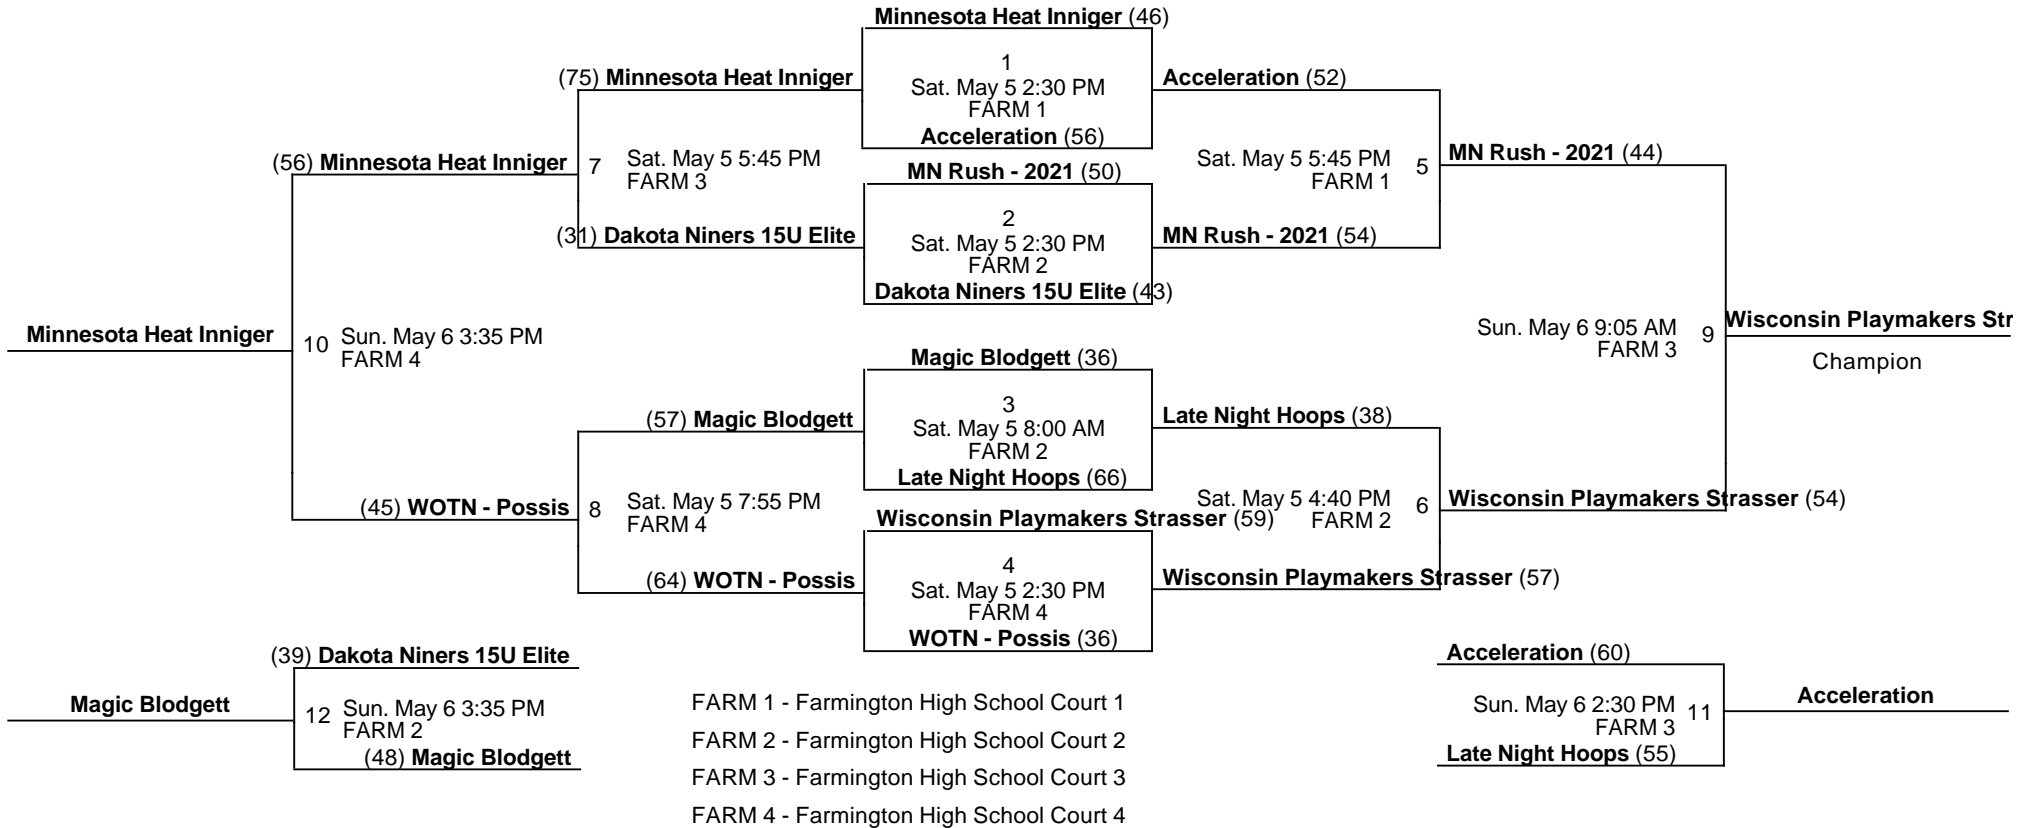 Minnesota Heat Inniger (46)
1
Sat. May 5 2:30 PM
FARM 1
Acceleration (56)
(75) Minnesota Heat Inniger
Acceleration (52)
(56) Minnesota Heat Inniger
7 Sat. May 5 5:45 PM
FARM 3
Sat. May 5 5:45 PM 5
FARM 1
MN Rush - 2021 (44)
MN Rush - 2021 (50)
2
Sat. May 5 2:30 PM
FARM 2
Dakota Niners 15U Elite (43)
(31) Dakota Niners 15U Elite
MN Rush - 2021 (54)
Minnesota Heat Inniger
10 Sun. May 6 3:35 PM
FARM 4
Sun. May 6 9:05 AM 9
FARM 3
Wisconsin Playmakers Str
Champion
Magic Blodgett (36)
3
Sat. May 5 8:00 AM
FARM 2
Late Night Hoops (66)
(57) Magic Blodgett
Late Night Hoops (38)
(45) WOTN - Possis
8 Sat. May 5 7:55 PM
FARM 4
Sat. May 5 4:40 PM 6
FARM 2
Wisconsin Playmakers Strasser (54)
Wisconsin Playmakers Strasser (59)
4
Sat. May 5 2:30 PM
FARM 4
WOTN - Possis (36)
(64) WOTN - Possis
Wisconsin Playmakers Strasser (57)
(39) Dakota Niners 15U Elite
Magic Blodgett
12 Sun. May 6 3:35 PM
FARM 2
(48) Magic Blodgett
Acceleration (60)
Sun. May 6 2:30 PM 11
FARM 3
Late Night Hoops (55)
Acceleration
FARM 1 - Farmington High School Court 1
FARM 2 - Farmington High School Court 2
FARM 3 - Farmington High School Court 3
FARM 4 - Farmington High School Court 4